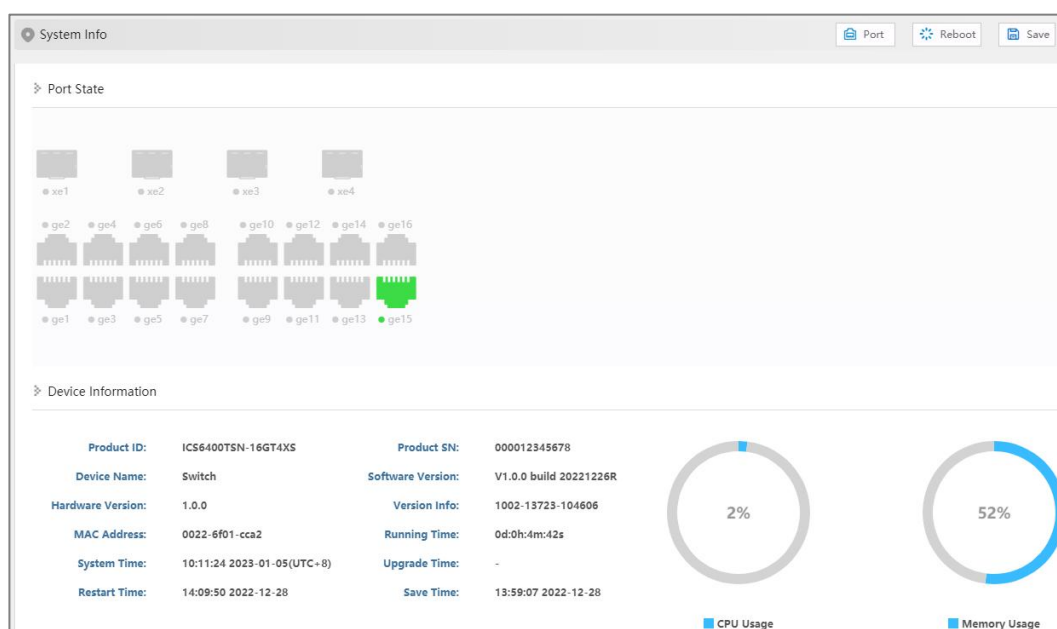 System Info
Port Reboot Save
Port State
xe1 xe2 xe3 xe4
ge2 ge4 ge6 ge8 ge10 ge12 ge14 ge16
ge1 ge3 ge5 ge7 ge9 ge11 ge13 ge15
Device Information
Product ID: ICS6400TSN-16GT4XS Product SN: 000012345678
Device Name: Switch Software Version: V1.0.0 build 20221226R
Hardware Version: 1.0.0 Version Info: 1002-13723-104606
2% 52%
MAC Address: 0022-6f01-cca2 Running Time: 0d:0h:4m:42s
System Time: 10:11:24 2023-01-05(UTC+8) Upgrade Time: -
Restart Time: 14:09:50 2022-12-28 Save Time: 13:59:07 2022-12-28
CPU Usage Memory Usage